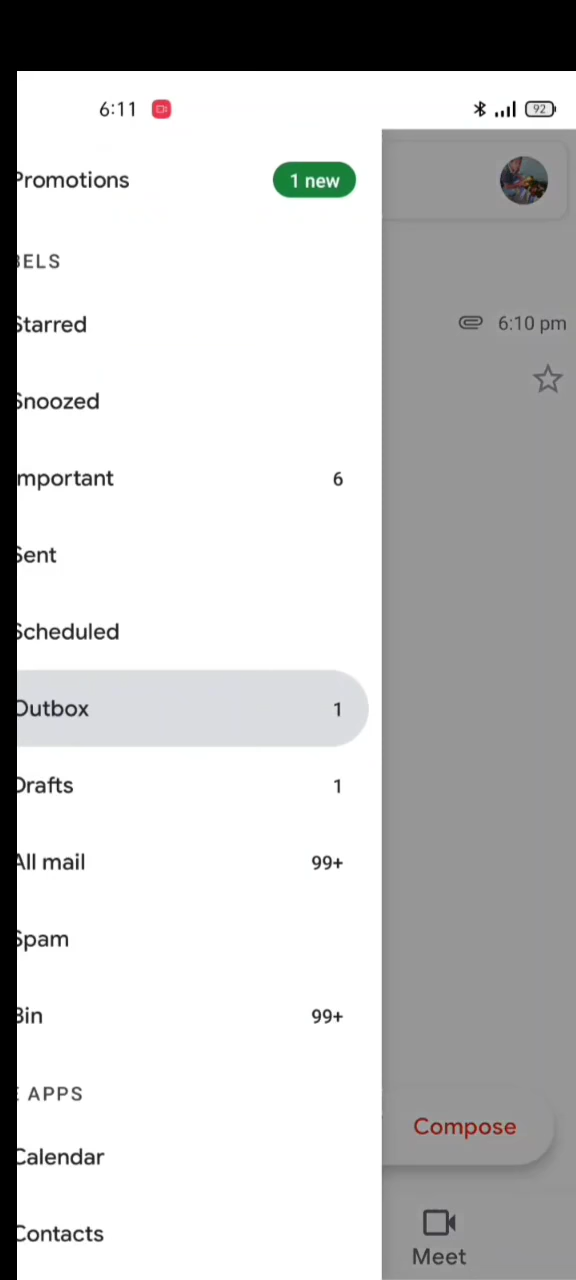 6:11
92
Promotions
1 new
BELS
Starred
6:10 pm
Snoozed
mportant
6
Sent
Scheduled
Outbox
1
Drafts
1
All mail
99+
Spam
Bin
99+
E APPS
Compose
Calendar
Contacts
Meet